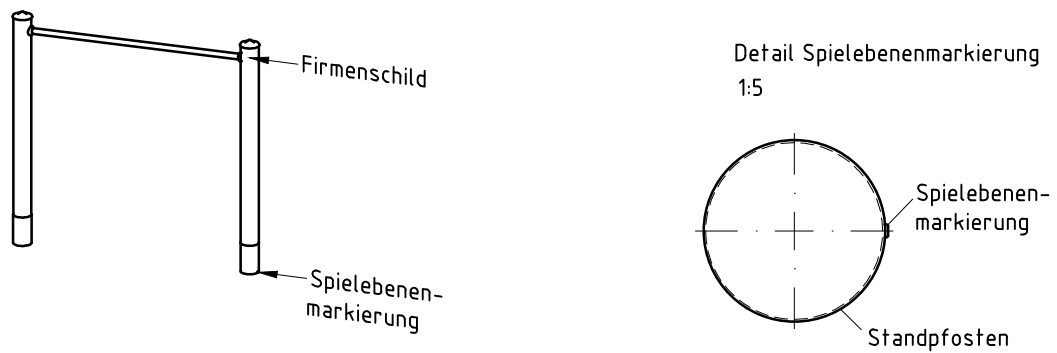 Firmenschild
Spielebenen-
markierung
Detail Spielebenenmarkierung
1:5
Spielebenen-
markierung
Standpfosten